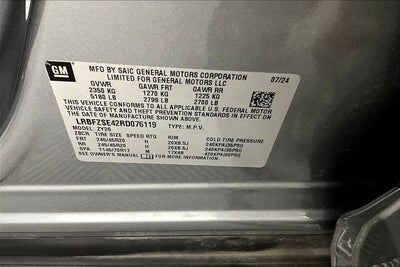 GM
MFD BY SAIC GENERAL MOTORS CORPORATION
LIMITED FOR GENERAL MOTORS LLC
07/24
GVWR GAWR FRT GAWR RR
2350 KG 1270 KG 1225 KG
5180 LB 2799 LB 2700 LB
THIS VEHICLE CONFORMS TO ALL APPLICABLE U.S. FEDERAL MOTOR
VEHICLE SAFETY AND THEFT PREVENTION STANDARDS IN EFFECT ON
THE DATE OF MANUFACTURE SHOWN ABOVE.
LRBFZSE42RD076119 TYPE: M.P.V.
ZBC: ZY26
TIRE SIZE SPEED RTG RIM COLD TIRE PRESSURE
FRT 245/45R20 H 20X8.5J 240KPA(35PSI)
RR 245/45R20 H 20X8.5J 240KPA(35PSI)
SPA T145/70R17 M 17X4B 420KPA(60PSI)
SEE OWNER'S MANUAL